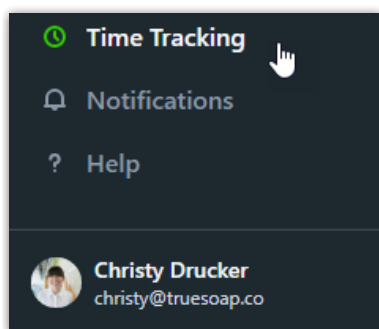 Time Tracking
Notifications
? Help
Christy Drucker
christy@truesoap.co